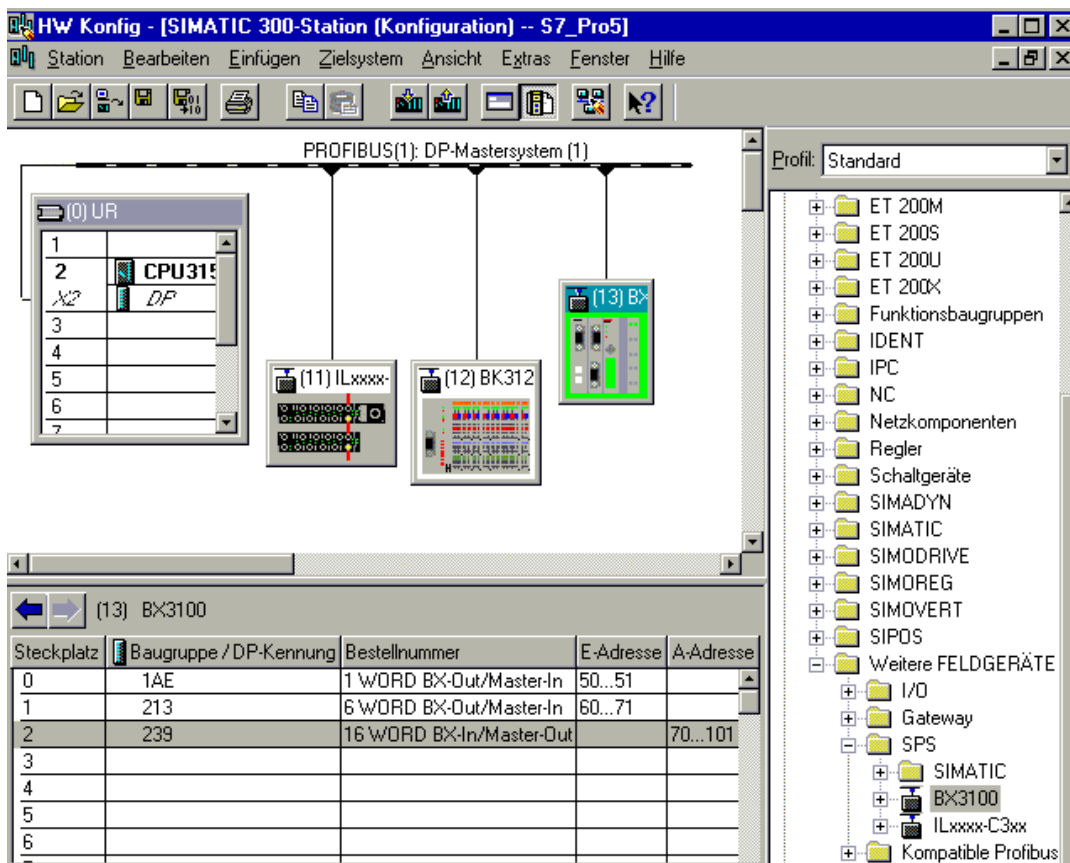 HW Konfig - [SIMATIC 300-Station (Konfiguration) -- S7_Pro5]
Station Bearbeiten Einfügen Zielsystem Ansicht Extras Fenster Hilfe
PROFIBUS(1): DP-Mastersystem (1)
(0) UR
1
2 CPU315
X2 DP
3
4
5
6
7
(11) ILxxxx-
(12) BK312
(13) BX
Profil: Standard
ET 200M
ET 200S
ET 200U
ET 200X
Funktionsbaugruppen
IDENT
IPC
NC
Netzkomponenten
Regler
Schaltgeräte
SIMADYN
SIMATIC
SIMODRIVE
SIMOREG
SIMOVERT
SIPOS
Weitere FELDGERÄTE
I/O
Gateway
SPS
SIMATIC
BX3100
ILxxxx-C3xx
Kompatible Profibus
(13) BX3100
Steckplatz Baugruppe / DP-Kennung Bestellnummer E-Adresse A-Adresse
0 1AE 1 WORD BX-Out/Master-In 50...51
1 213 6 WORD BX-Out/Master-In 60...71
2 239 16 WORD BX-In/Master-Out 70...101
3
4
5
6